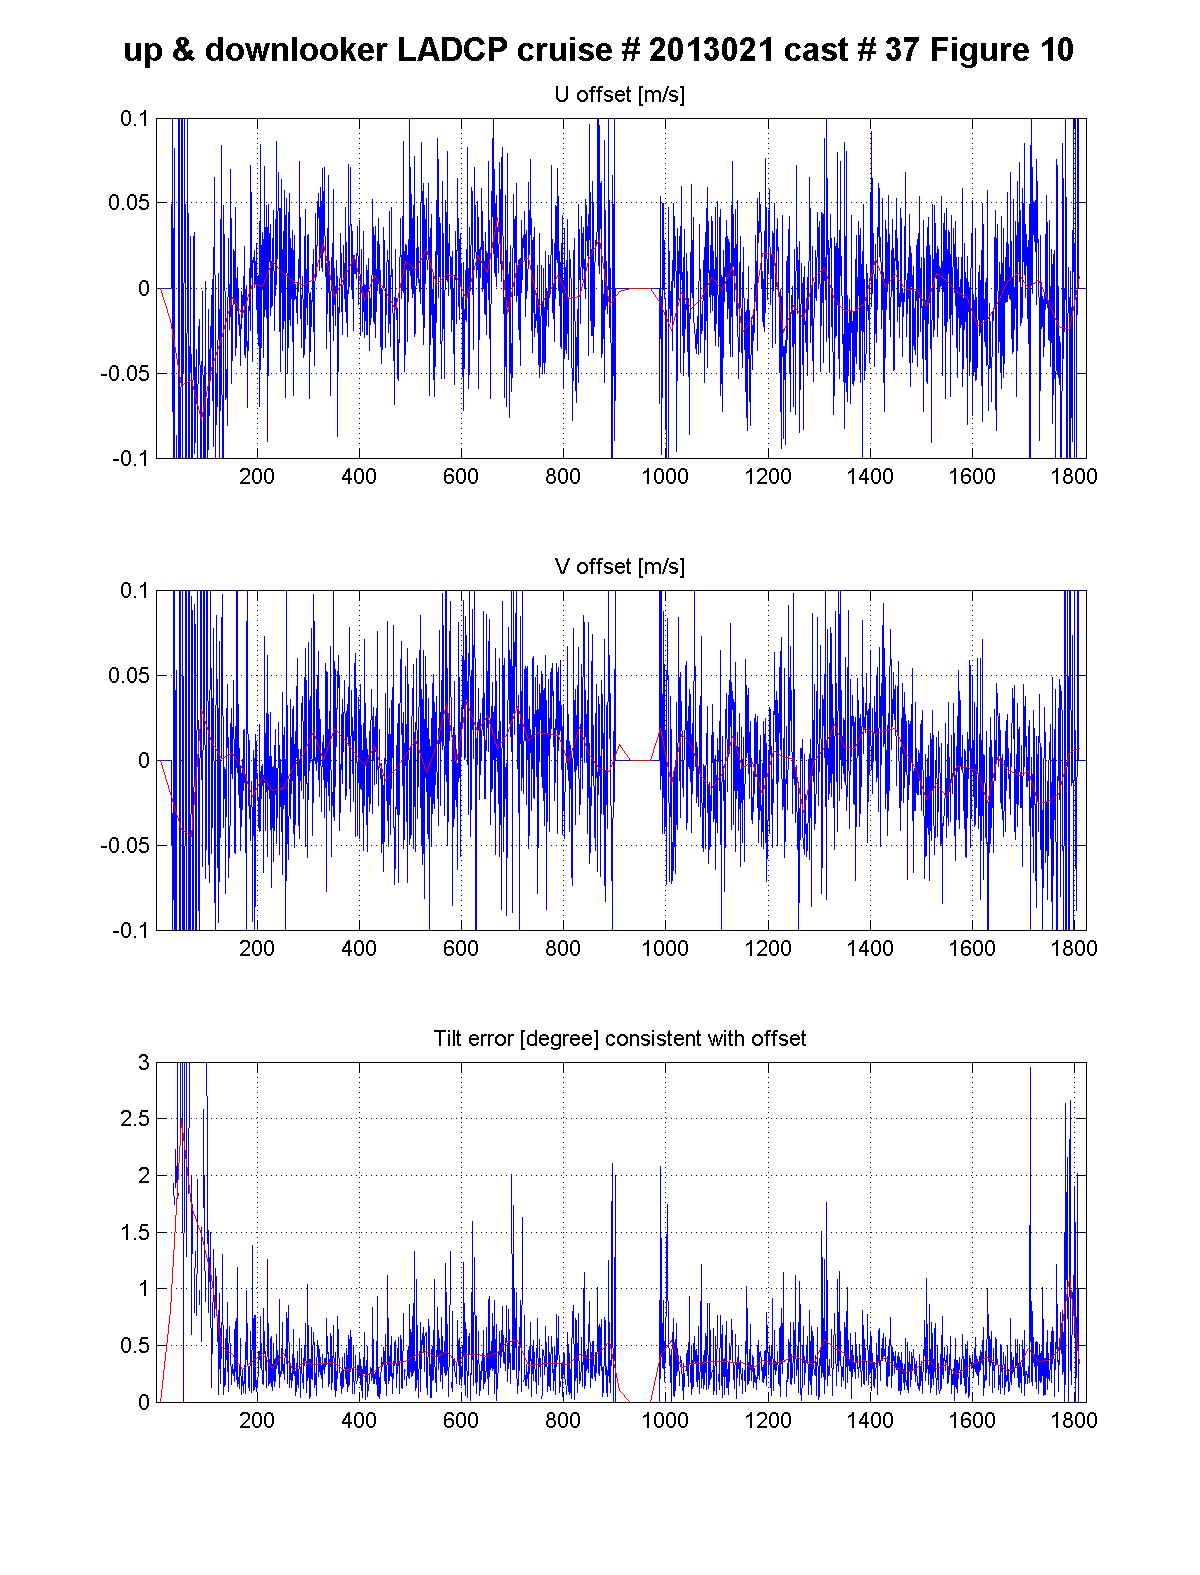 up & downlooker LADCP cruise # 2013021 cast # 37 Figure 10
U offset [m/s]
0.1
0.05
0
-0.05
-0.1
200 400 600 800 1000 1200 1400 1600 1800
V offset [m/s]
0.1
0.05
0
-0.05
-0.1
200 400 600 800 1000 1200 1400 1600 1800
Tilt error [degree] consistent with offset
3
2.5
2
1.5
1
0.5
0
200 400 600 800 1000 1200 1400 1600 1800